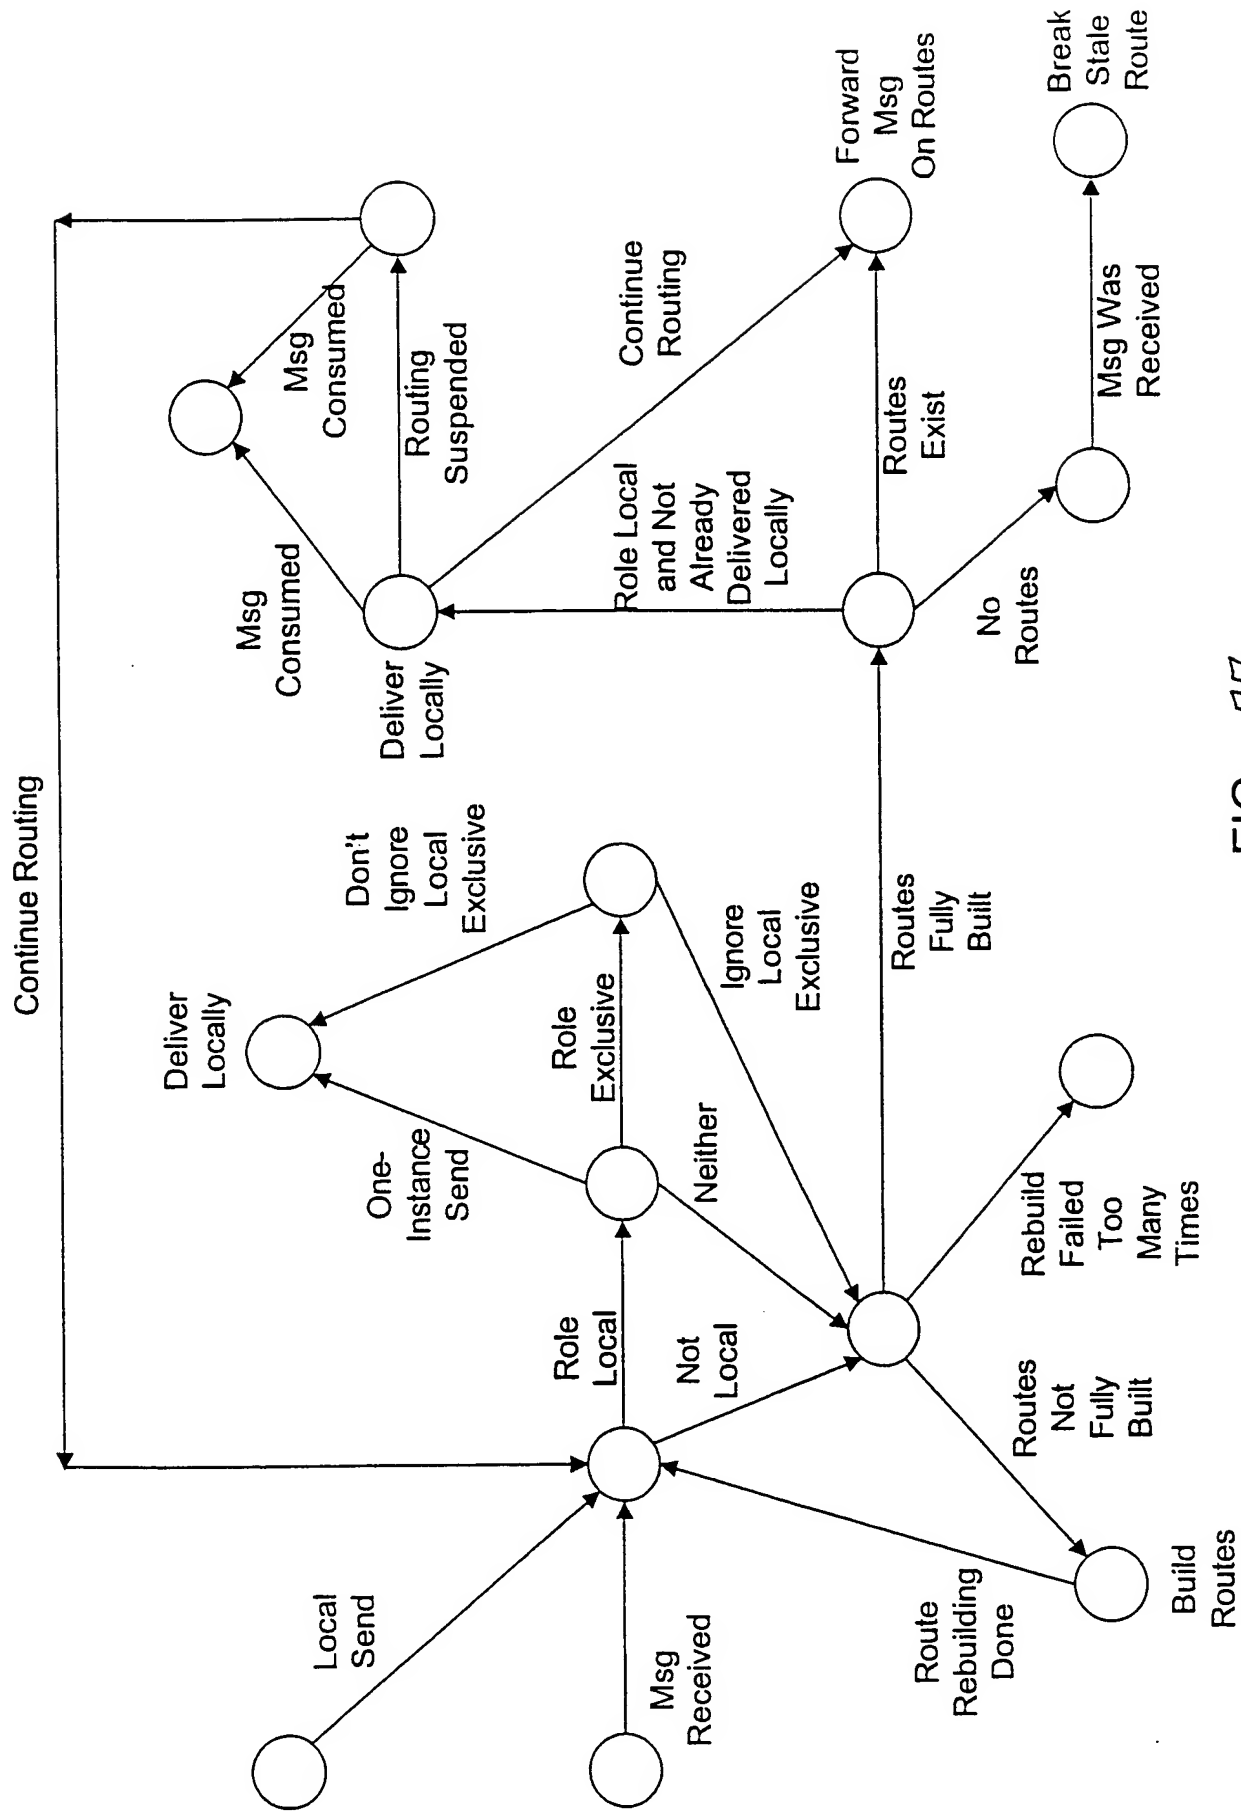 Continue Routing
Deliver
Locally
Msg
Consumed
Msg
Consumed
Local
Send
Don't
Ignore
Local
Exclusive
One-
Instance
Send
Deliver
Locally
Routing
Suspended
Role
Local
Role
Exclusive
Role Local
and Not
Already
Delivered
Locally
Continue
Routing
Msg
Received
Not
Local
Neither
Ignore
Local
Exclusive
Forward
Msg
On Routes
Routes
Exist
Routes
Fully
Built
Route
Rebuilding
Done
No
Routes
Routes
Not
Fully
Built
Rebuild
Failed
Too
Many
Times
Break
Stale
Route
Msg Was
Received
Build
Routes
FIG.